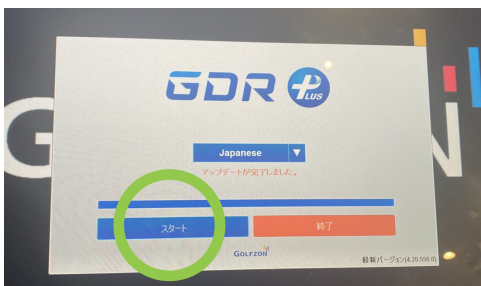 GDR PLUS
Japanese
アップデートが完了しました。
スタート
終了
GOLFZON
最新バージョン(4.20.550.0)